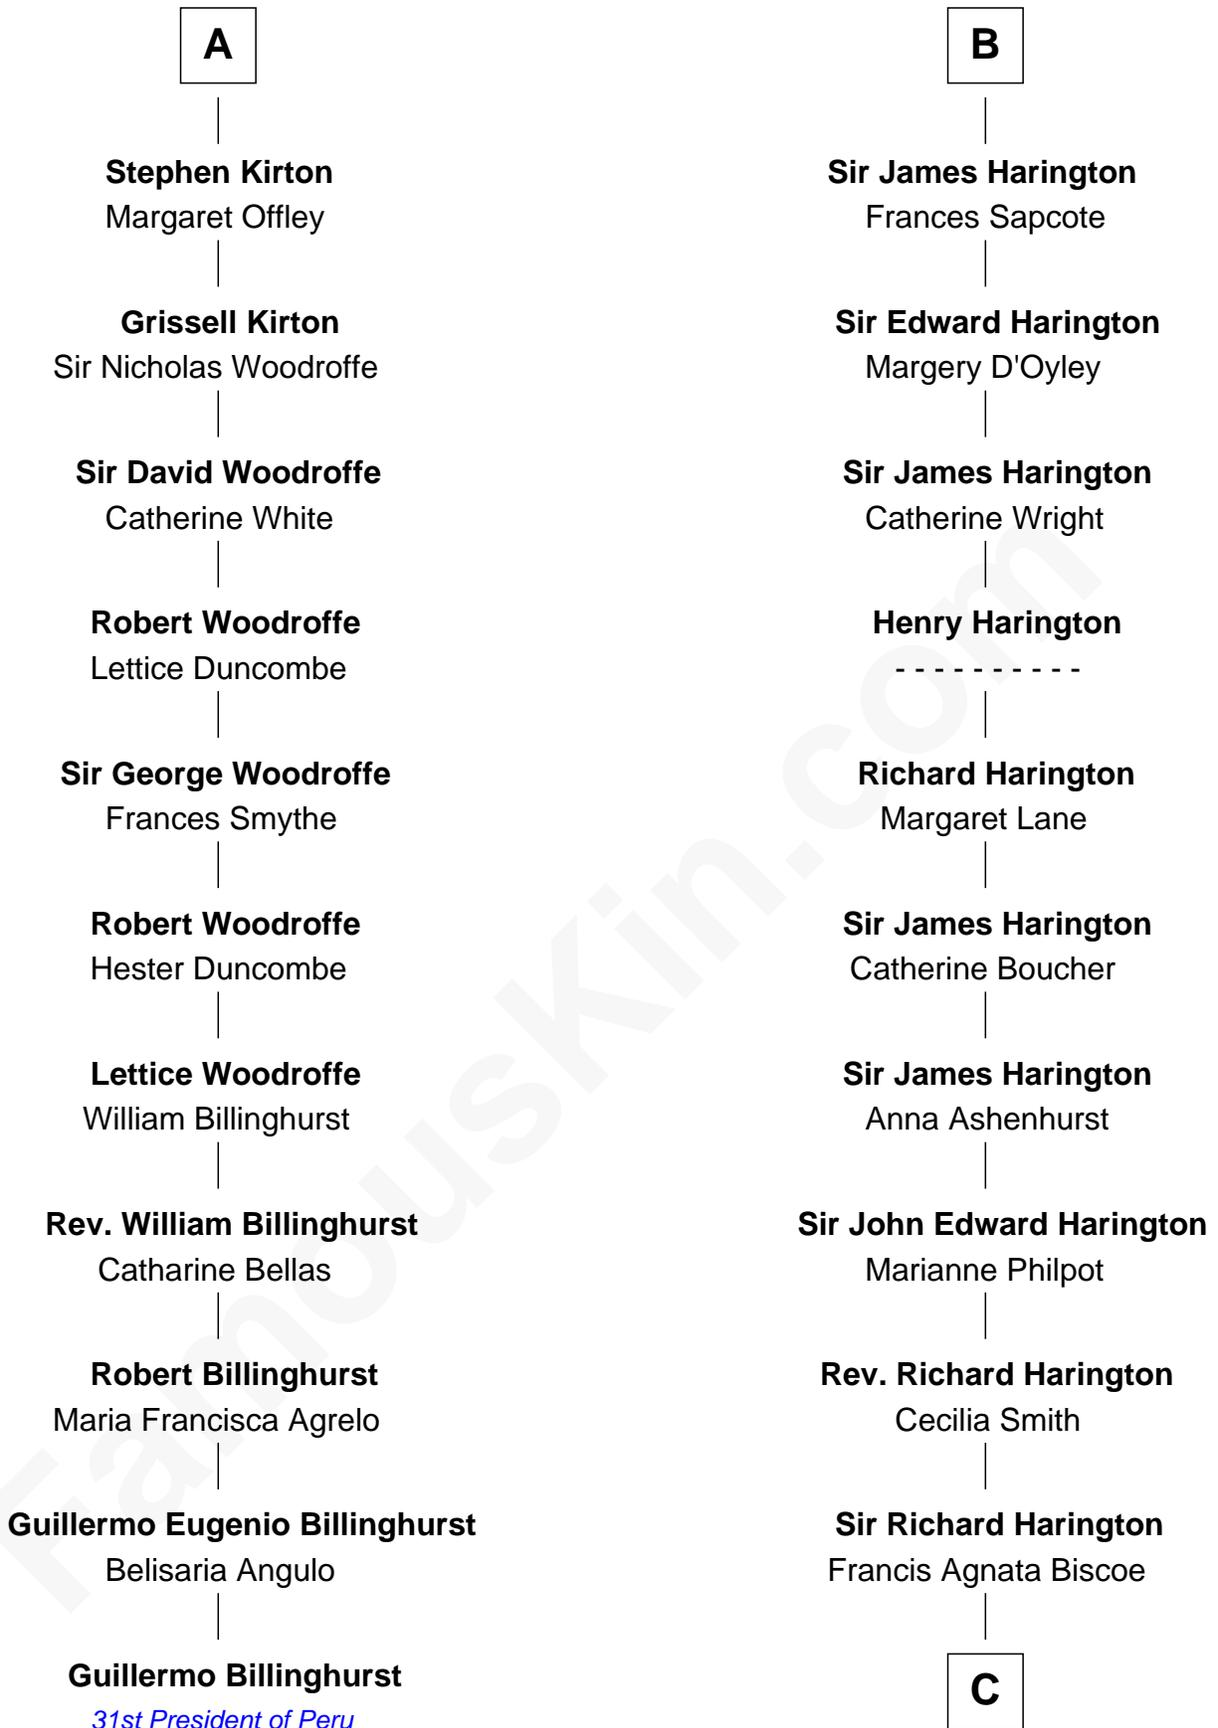 A
Stephen Kirton
Margaret Offley
Grissell Kirton
Sir Nicholas Woodroffe
Sir David Woodroffe
Catherine White
Robert Woodroffe
Lettice Duncombe
Sir George Woodroffe
Frances Smythe
Robert Woodroffe
Hester Duncombe
Lettice Woodroffe
William Billinghurst
Rev. William Billinghurst
Catharine Bellas
Robert Billinghurst
Maria Francisca Agrelo
Guillermo Eugenio Billinghurst
Belisaria Angulo
Guillermo Billinghurst
31st President of Peru
B
Sir James Harington
Frances Sapcote
Sir Edward Harington
Margery D'Oyley
Sir James Harington
Catherine Wright
Henry Harington
- - - - - - - - - -
Richard Harington
Margaret Lane
Sir James Harington
Catherine Boucher
Sir James Harington
Anna Ashenhurst
Sir John Edward Harington
Marianne Philpot
Rev. Richard Harington
Cecilia Smith
Sir Richard Harington
Francis Agnata Biscoe
C
FamousKin.com